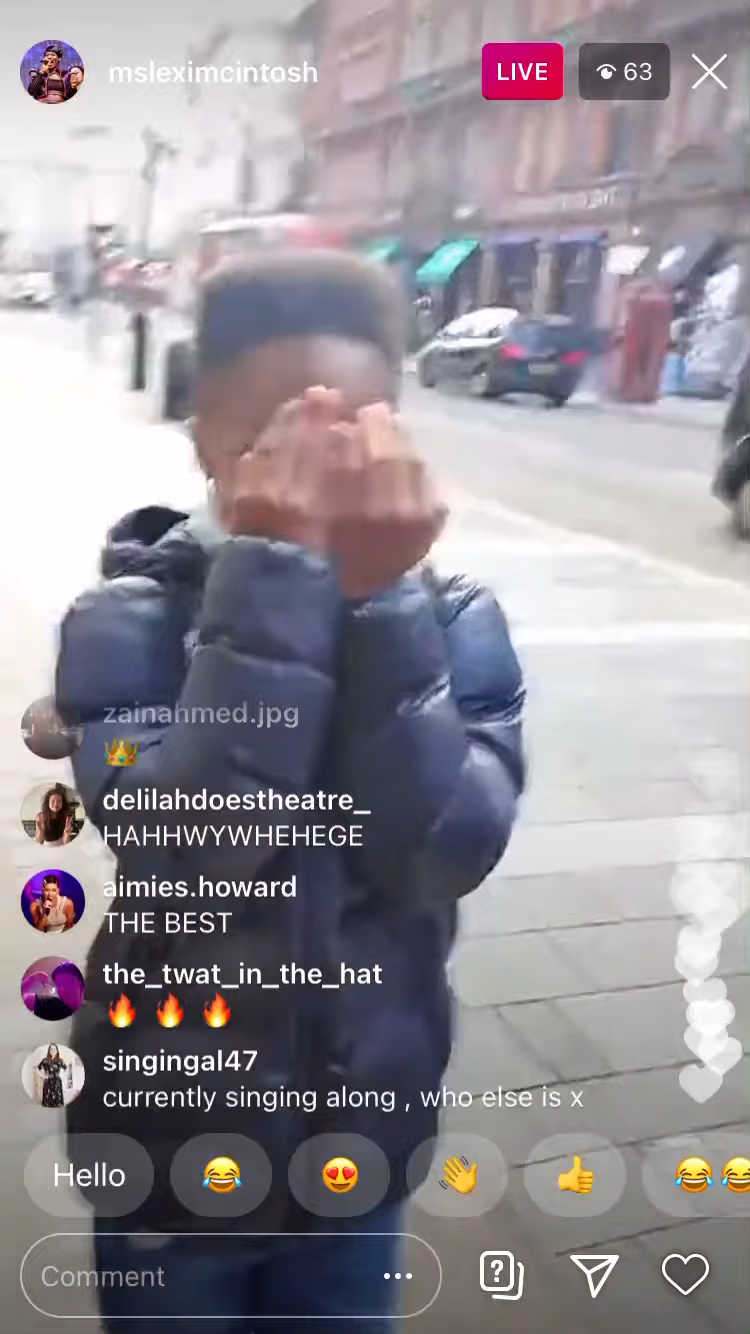 msleximcintosh
LIVE
63
zainahmed.jpg
👑
delilahdoestheatre_
HAHHWYWHEHEGE
aimies.howard
THE BEST
the_twat_in_the_hat
🔥 🔥 🔥
singingal47
currently singing along , who else is x
Hello 😂 😍 👋 👍 😂😂
Comment